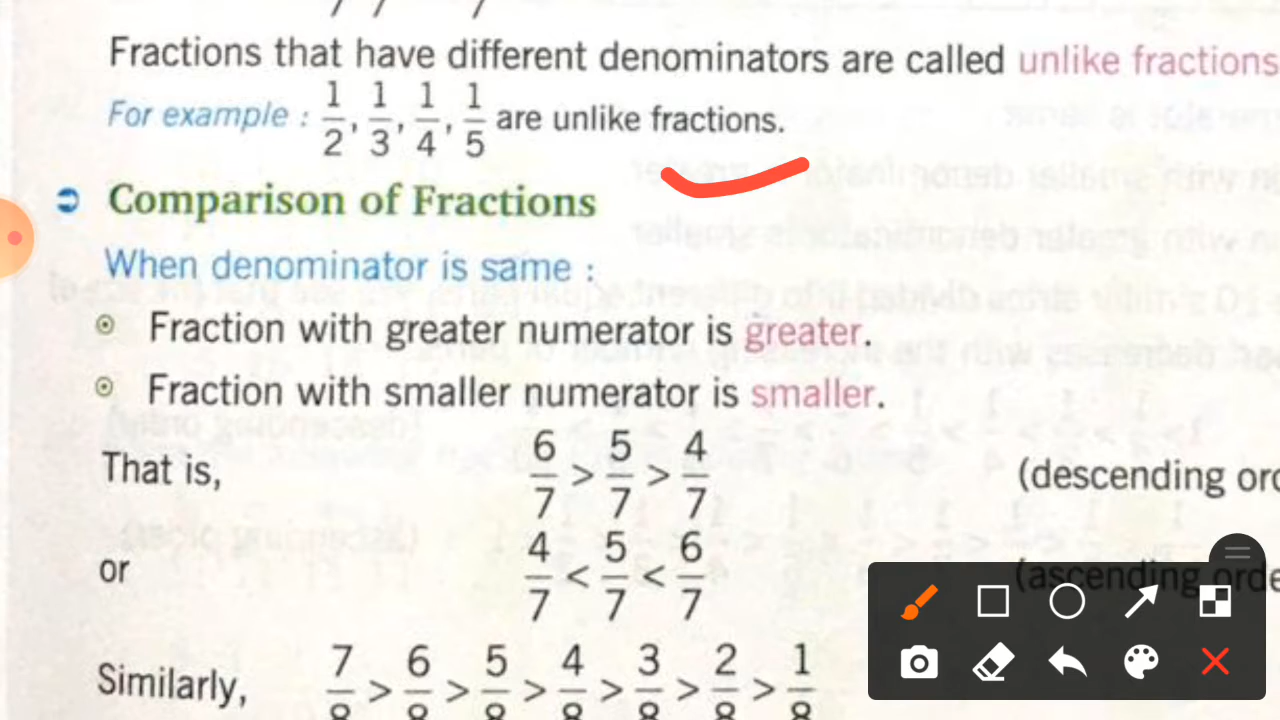 Fractions that have different denominators are called unlike fractions
For example : 1/2, 1/3, 1/4, 1/5 are unlike fractions.
Comparison of Fractions
When denominator is same :
Fraction with greater numerator is greater.
Fraction with smaller numerator is smaller.
That is, 6/7 > 5/7 > 4/7 (descending
or 4/7 < 5/7 < 6/7 (ascending
Similarly, 7/8 > 6/8 > 5/8 > 4/8 > 3/8 > 2/8 > 1/8